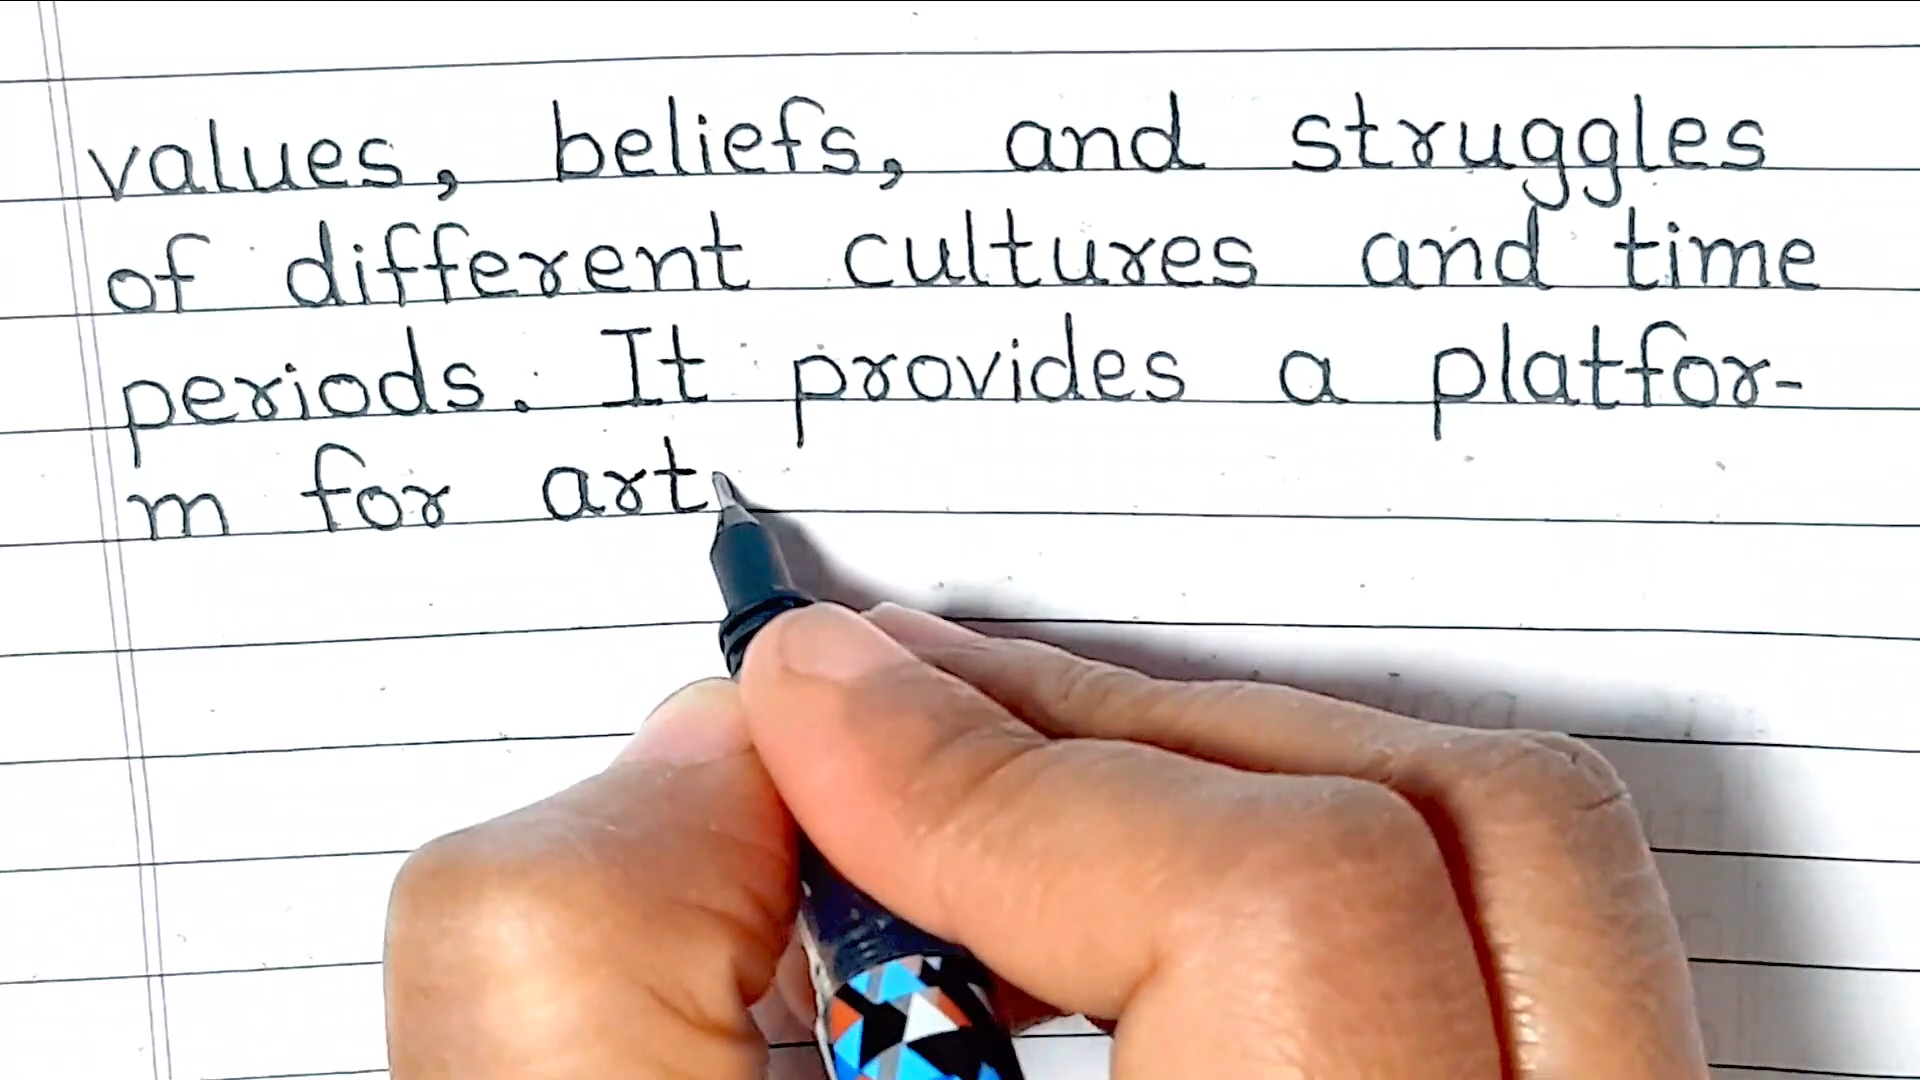 values, beliefs, and struggles
of different cultures and time
periods. It provides a platfor-
m for art